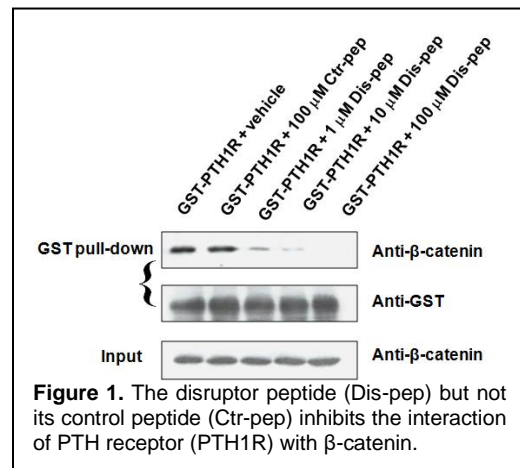 GST-PTH1R + vehicle
GST-PTH1R + 100 μM Ctr-pep
GST-PTH1R + 1 μM Dis-pep
GST-PTH1R + 10 μM Dis-pep
GST-PTH1R + 100 μM Dis-pep
GST pull-down
Anti-β-catenin
{
Anti-GST
Input
Anti-β-catenin
Figure 1. The disruptor peptide (Dis-pep) but not
its control peptide (Ctr-pep) inhibits the interaction
of PTH receptor (PTH1R) with β-catenin.